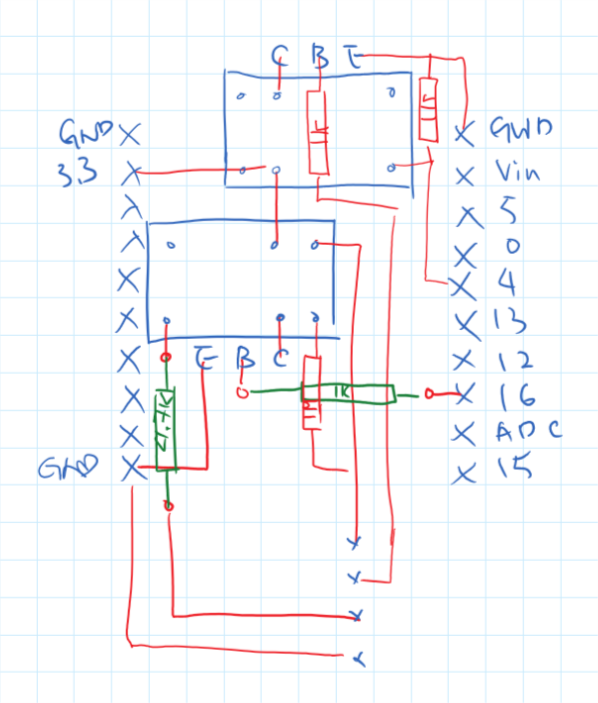 C B E
1K
1K
GND X
X GND
3.3 X
X Vin
X
X 5
X
X 0
X
X 4
X
X 13
X
E B C
X 12
X
4.7K
1K
1K
X 16
X
X ADC
GND X
X 15
x
x
x
x